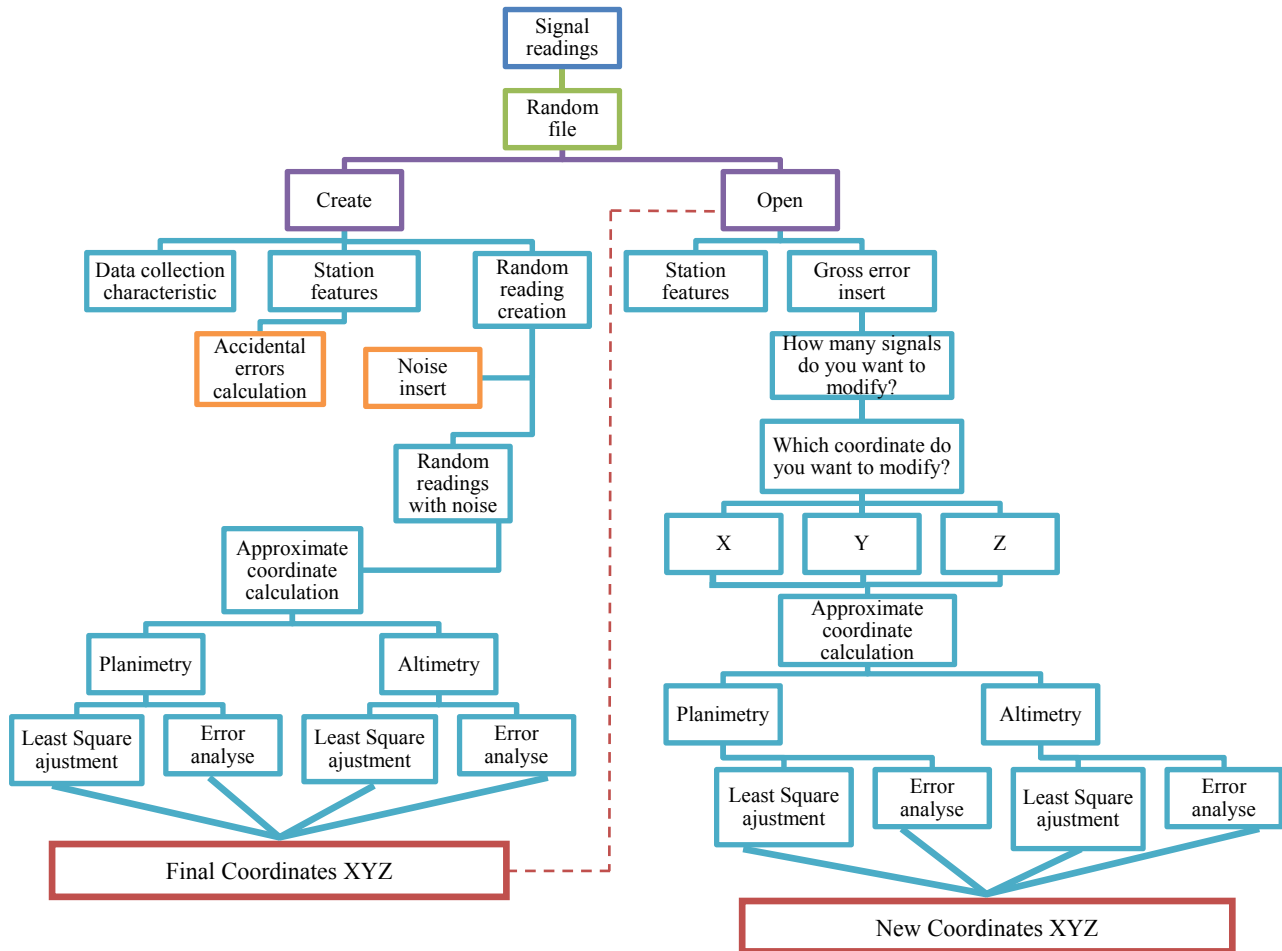 Signal
readings
Random
file
Create
Open
Data collection
characteristic
Station
features
Random
reading
creation
Accidental
errors
calculation
Noise
insert
Random
readings
with noise
Approximate
coordinate
calculation
Planimetry
Altimetry
Least Square
ajustment
Error
analyse
Least Square
ajustment
Error
analyse
Final Coordinates XYZ
Station
features
Gross error
insert
How many signals
do you want to
modify?
Which coordinate do
you want to modify?
X
Y
Z
Approximate
coordinate
calculation
Planimetry
Altimetry
Least Square
ajustment
Error
analyse
Least Square
ajustment
Error
analyse
New Coordinates XYZ